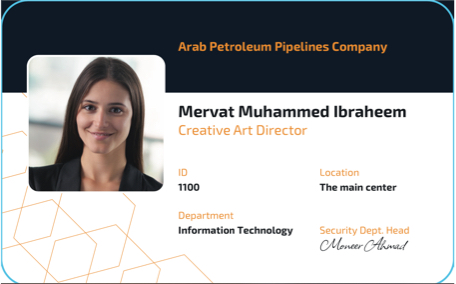 Arab Petroleum Pipelines Company
Mervat Muhammed Ibraheem
Creative Art Director
ID
1100
Location
The main center
Department
Information Technology
Security Dept. Head
Moneer Ahmad